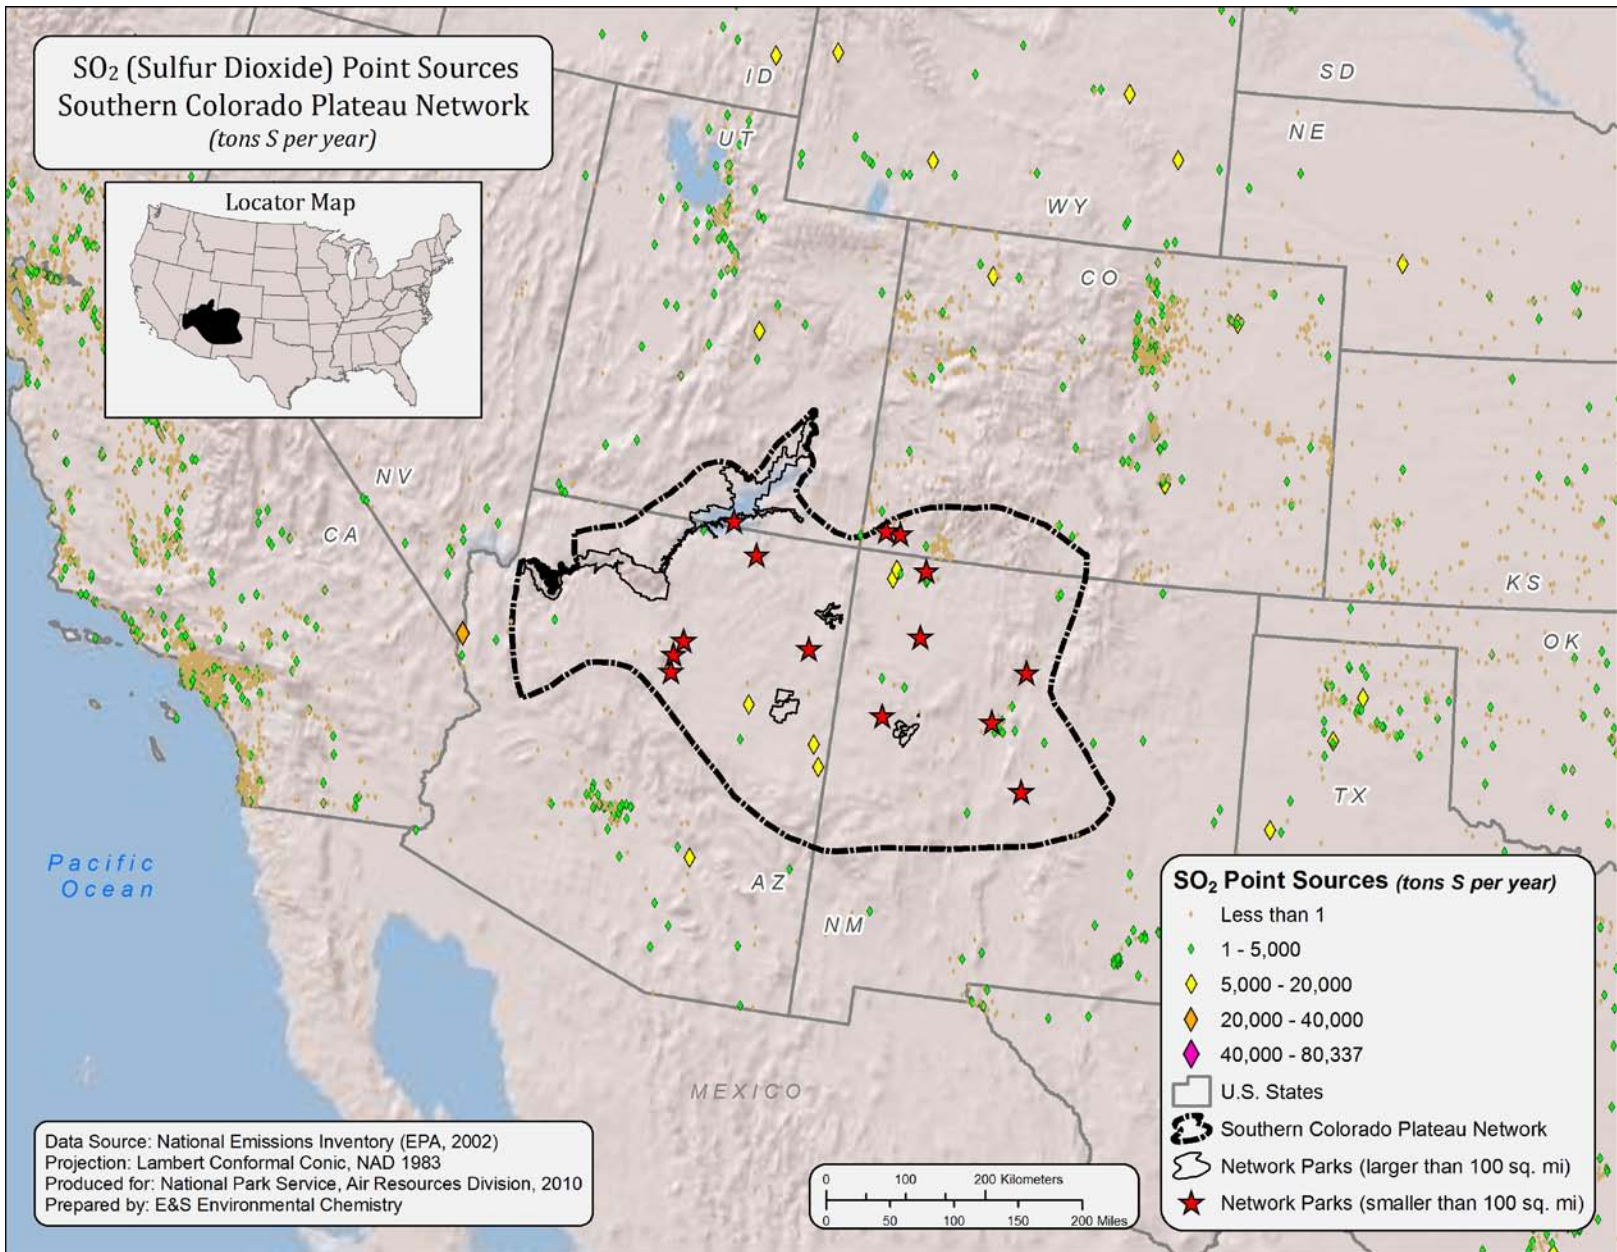 SO₂ (Sulfur Dioxide) Point Sources
Southern Colorado Plateau Network
(tons S per year)
Locator Map
ID
SD
UT
NE
WY
CO
NV
CA
KS
OK
TX
Pacific
Ocean
AZ
NM
MEXICO
SO₂ Point Sources (tons S per year)
Less than 1
1 - 5,000
5,000 - 20,000
20,000 - 40,000
40,000 - 80,337
U.S. States
Southern Colorado Plateau Network
Network Parks (larger than 100 sq. mi)
Network Parks (smaller than 100 sq. mi)
Data Source: National Emissions Inventory (EPA, 2002)
Projection: Lambert Conformal Conic, NAD 1983
Produced for: National Park Service, Air Resources Division, 2010
Prepared by: E&S Environmental Chemistry
0 100 200 Kilometers
0 50 100 150 200 Miles